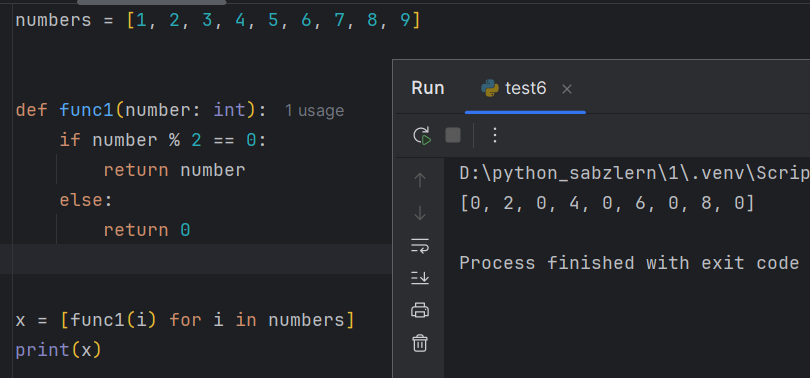 numbers = [1, 2, 3, 4, 5, 6, 7, 8, 9]
def func1(number: int): 1 usage
    if number % 2 == 0:
        return number
    else:
        return 0
x = [func1(i) for i in numbers]
print(x)
Run test6
D:\python_sabzlern\1\.venv\Scrip
[0, 2, 0, 4, 0, 6, 0, 8, 0]
Process finished with exit code